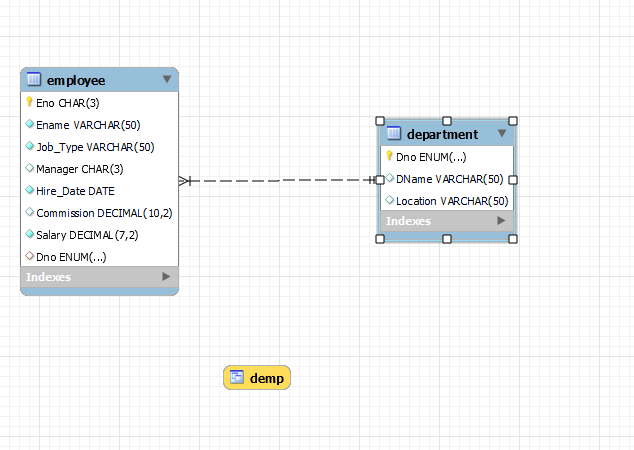 employee
Eno CHAR(3)
Ename VARCHAR(50)
Job_Type VARCHAR(50)
Manager CHAR(3)
Hire_Date DATE
Commission DECIMAL(10,2)
Salary DECIMAL(7,2)
Dno ENUM(...)
Indexes
department
Dno ENUM(...)
DName VARCHAR(50)
Location VARCHAR(50)
Indexes
demp